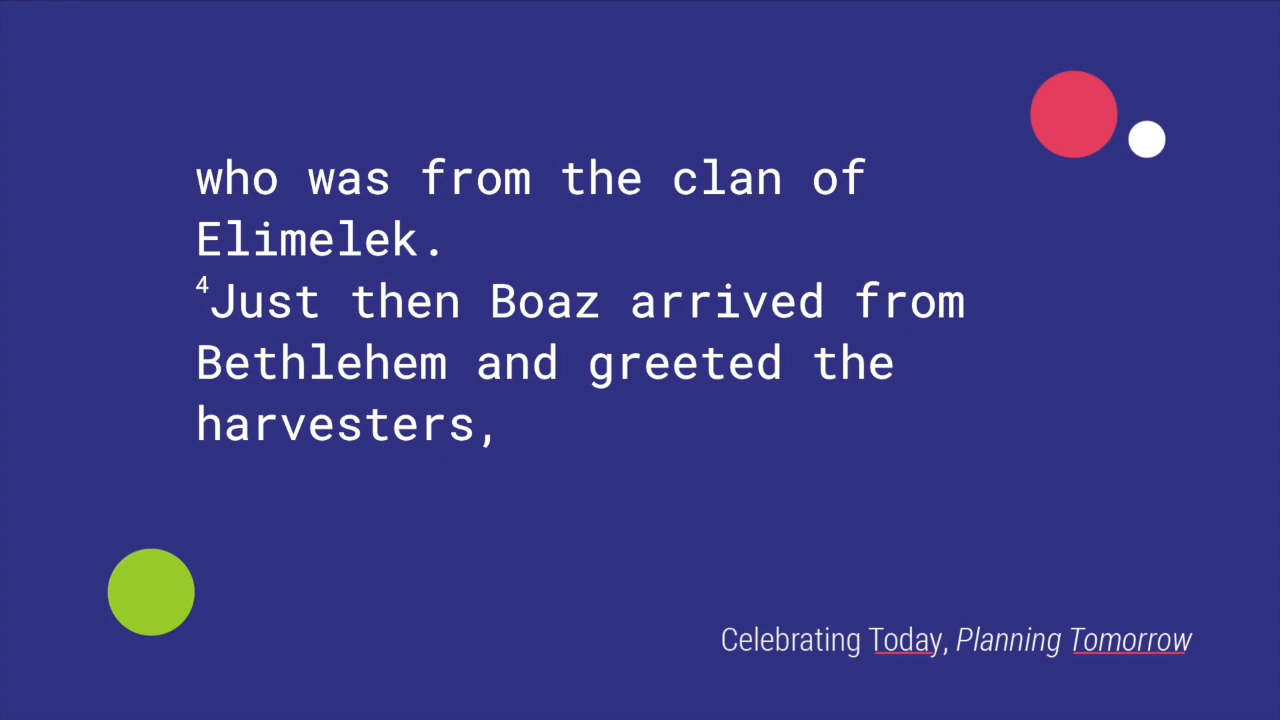 who was from the clan of
Elimelek.
⁴Just then Boaz arrived from
Bethlehem and greeted the
harvesters,
Celebrating Today, Planning Tomorrow